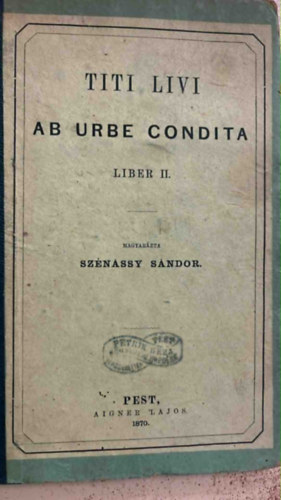 TITI LIVI
AB URBE CONDITA
LIBER II.
MAGYARÁZTA
SZÉNÁSSY SÁNDOR.
PEST,
AIGNER LAJOS
1870.